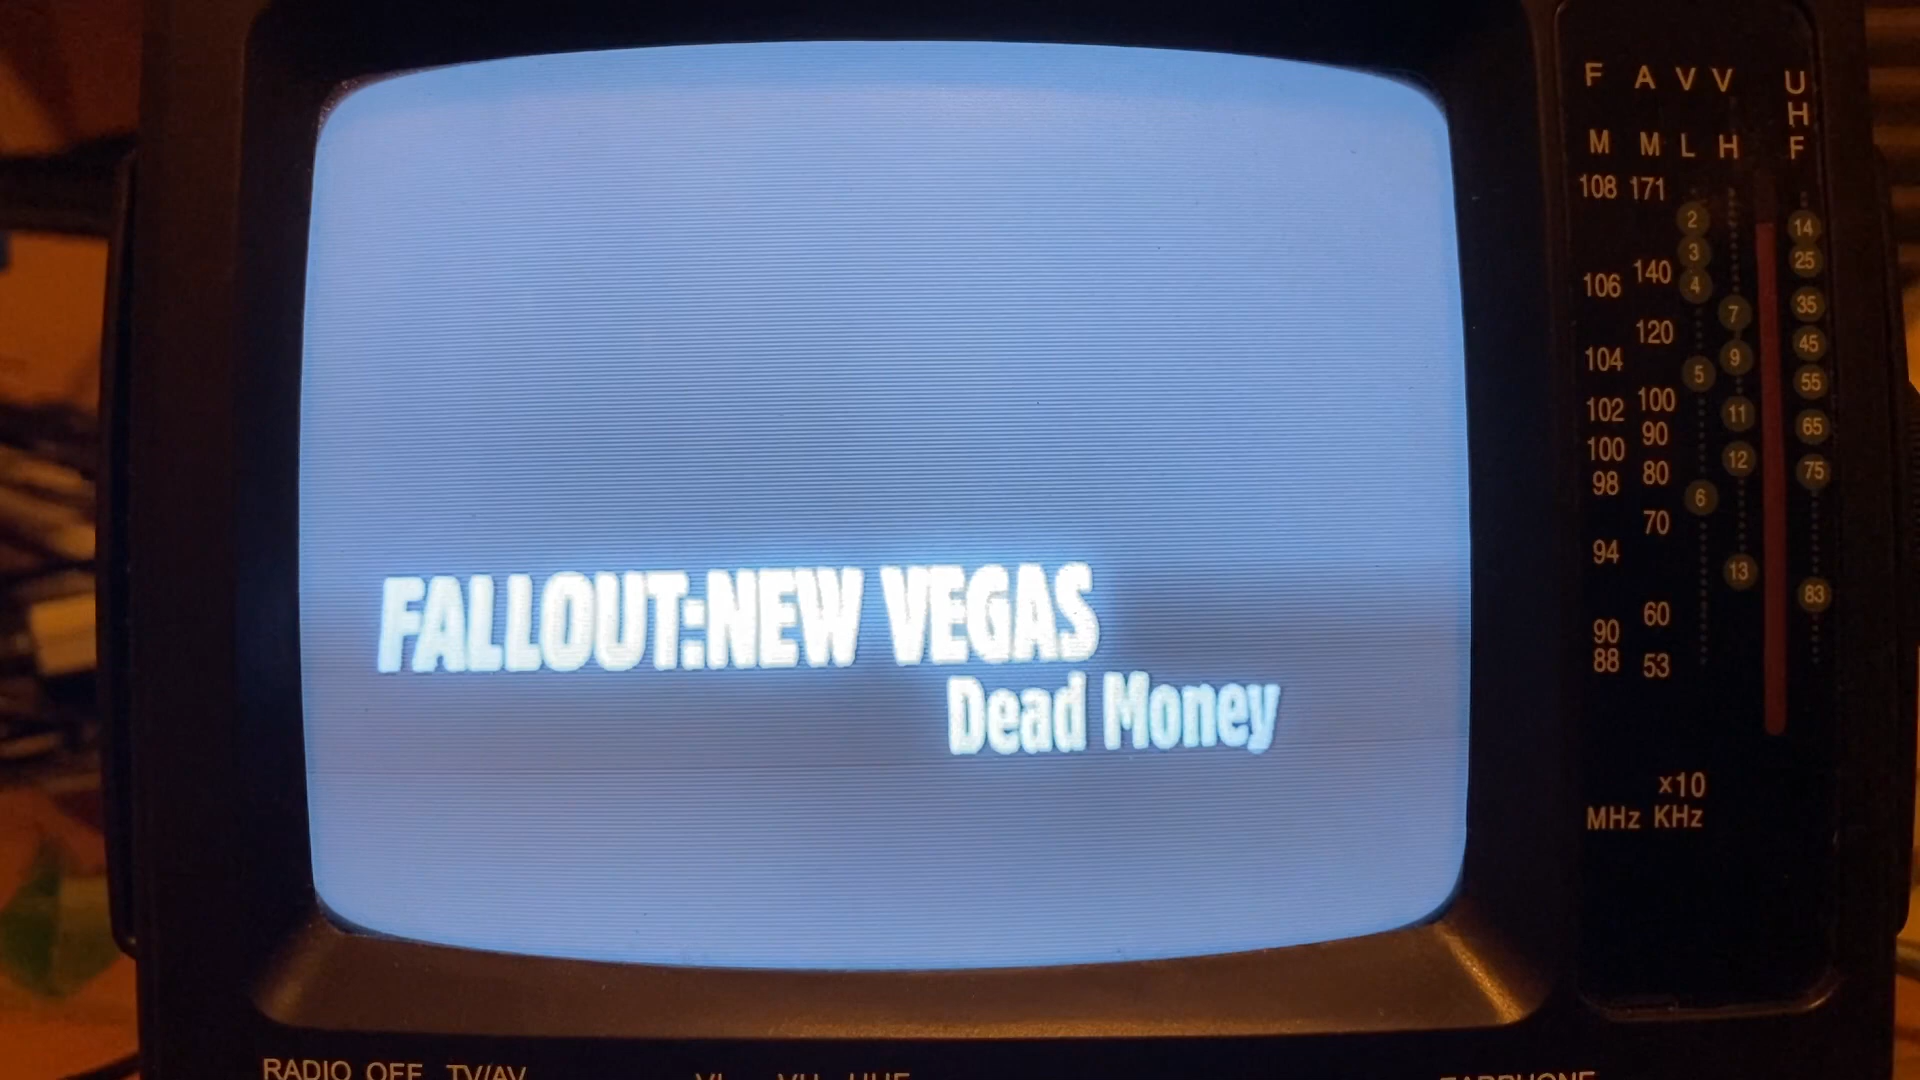 FALLOUT:NEW VEGAS
Dead Money
F A V V U
H
M M L H F
108 171
2 14
3 25
106 140 4
7 35
120
104 9 45
5 55
102 100 11
90 65
100 12
98 80 75
6
70
94 13
83
60
90
88 53
x10
MHz KHz
RADIO OFF TV/AV
UHF
EARPHONE